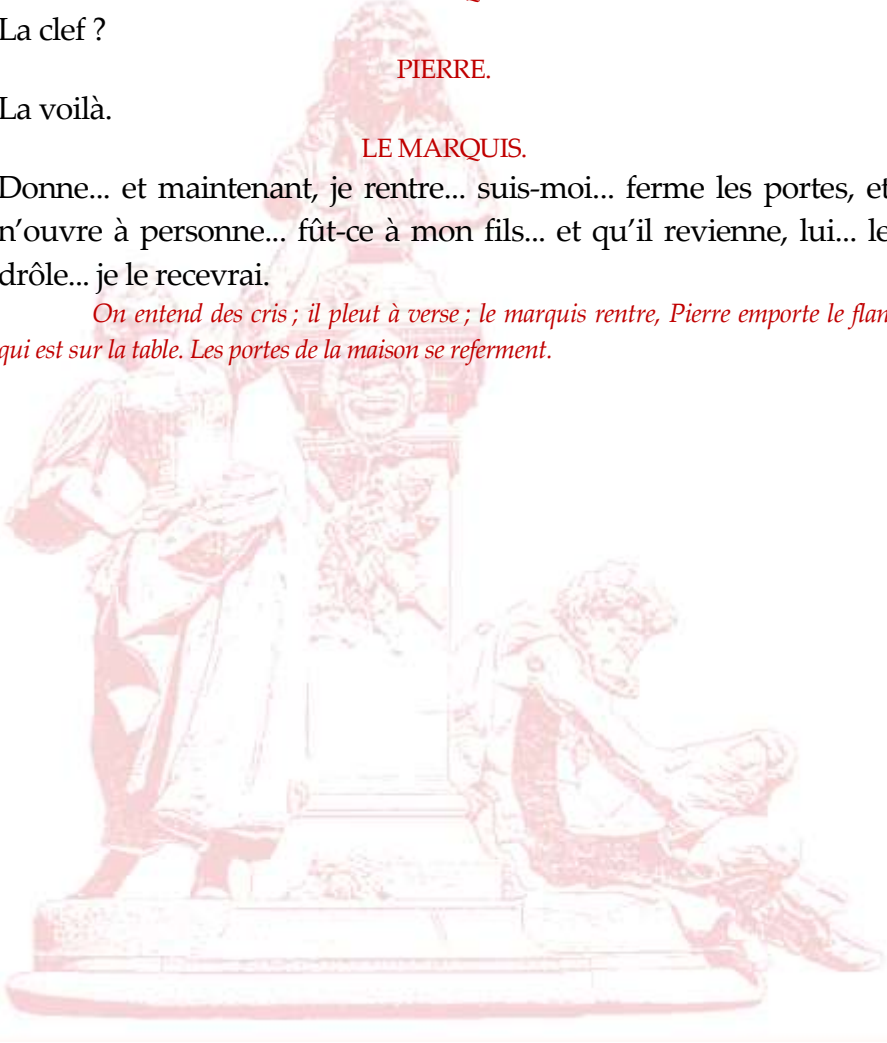 La clef ?
PIERRE.
La voilà.
LE MARQUIS.
Donne... et maintenant, je rentre... suis-moi... ferme les portes, et
n’ouvre à personne... fût-ce à mon fils... et qu’il revienne, lui... le
drôle... je le recevrai.
On entend des cris ; il pleut à verse ; le marquis rentre, Pierre emporte le flam
qui est sur la table. Les portes de la maison se referment.